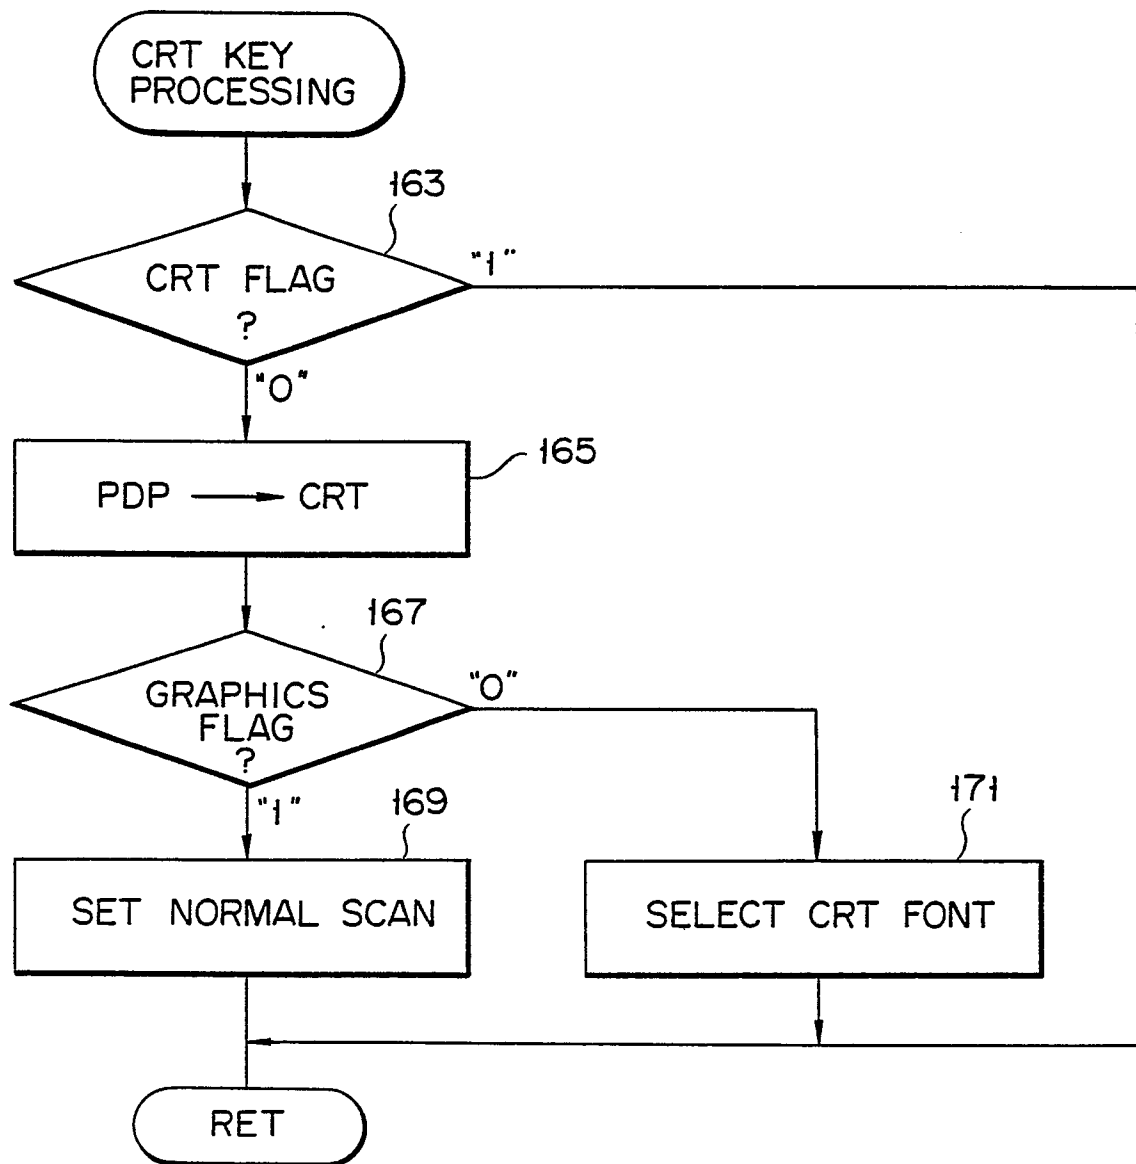 CRT KEY
PROCESSING
163
CRT FLAG
?
"1"
"0"
165
PDP → CRT
167
GRAPHICS
FLAG
?
"0"
"1"
169
SET NORMAL SCAN
171
SELECT CRT FONT
RET